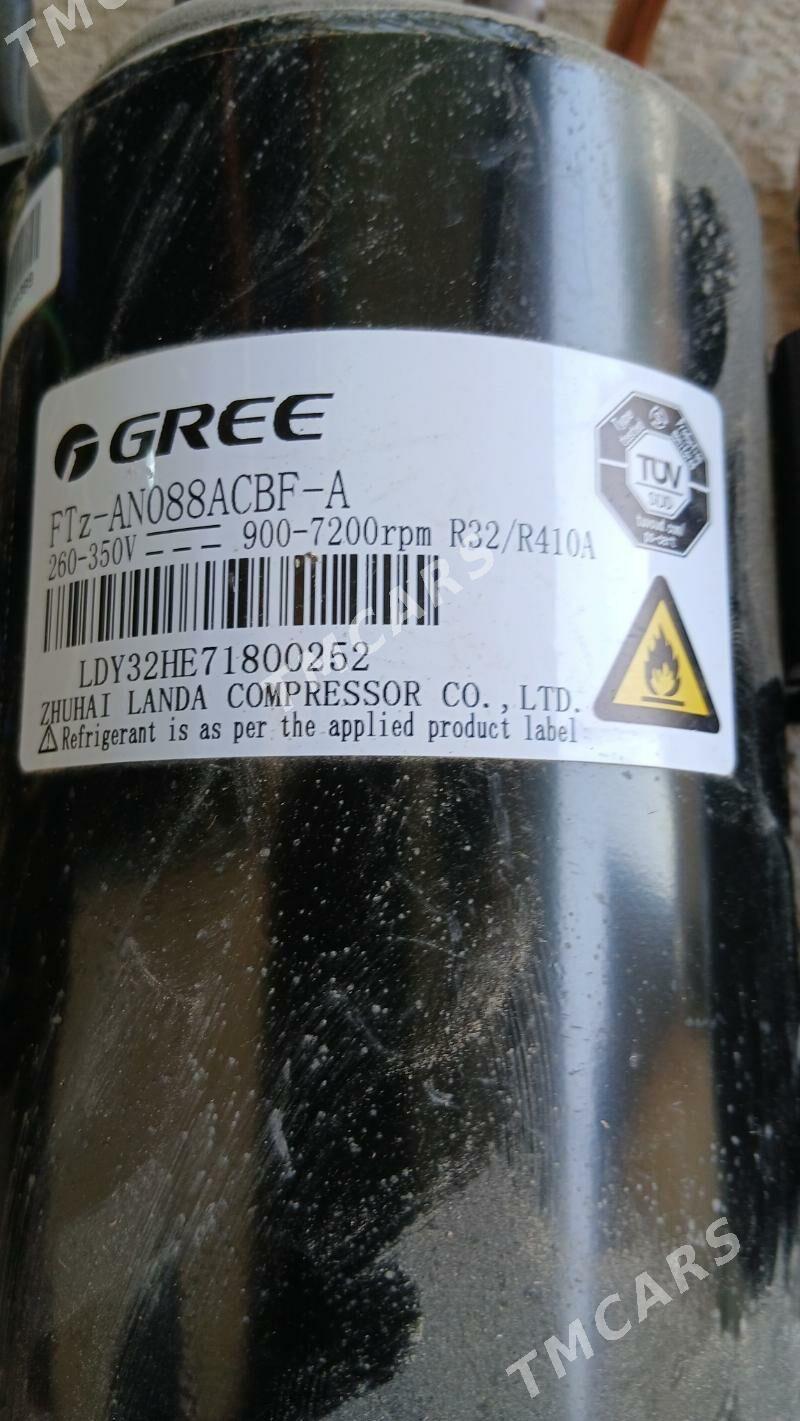 TMCARS
GREE
FTz-AN088ACBF-A
260-350V 900-7200rpm R32/R410A
TÜV
LDY32HE71800252
ZHUHAI LANDA COMPRESSOR CO.,LTD.
Refrigerant is as per the applied product label
TMCARS
TMCARS